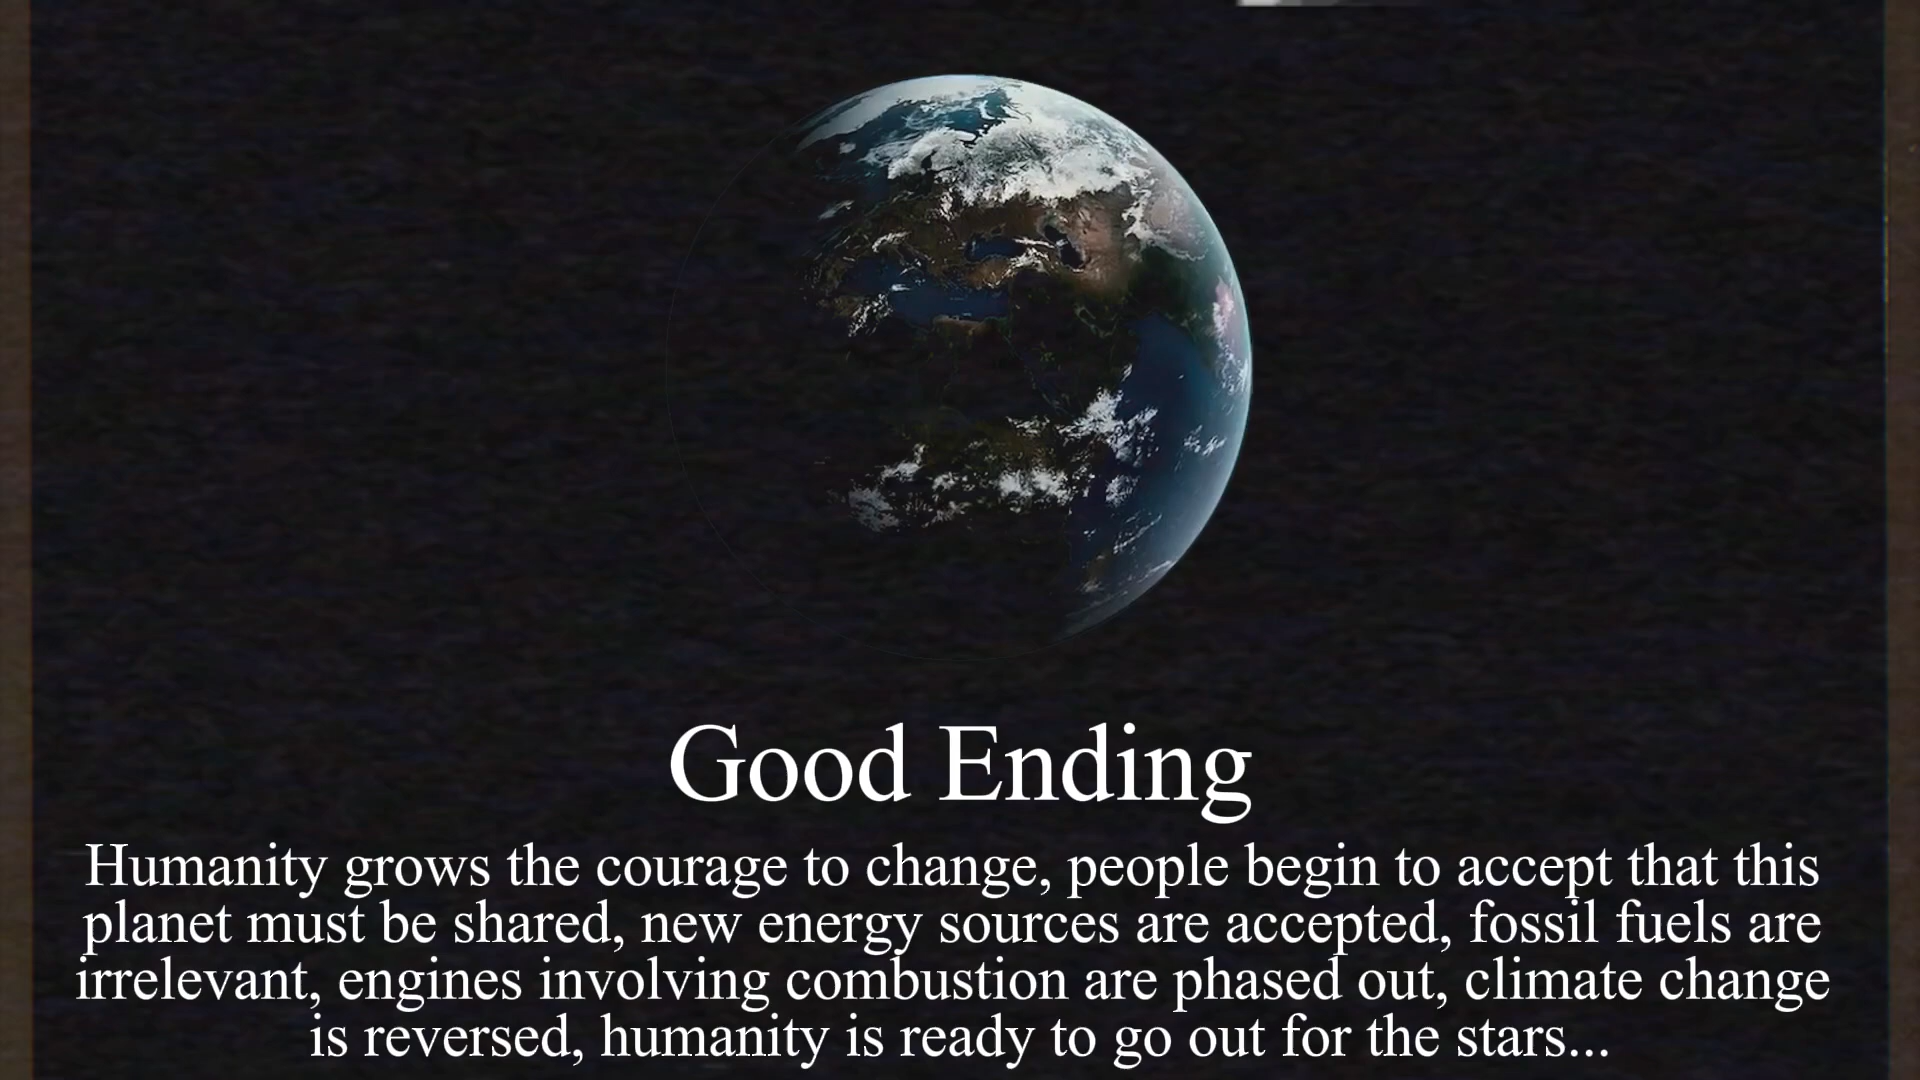 Good Ending
Humanity grows the courage to change, people begin to accept that this
planet must be shared, new energy sources are accepted, fossil fuels are
irrelevant, engines involving combustion are phased out, climate change
is reversed, humanity is ready to go out for the stars...